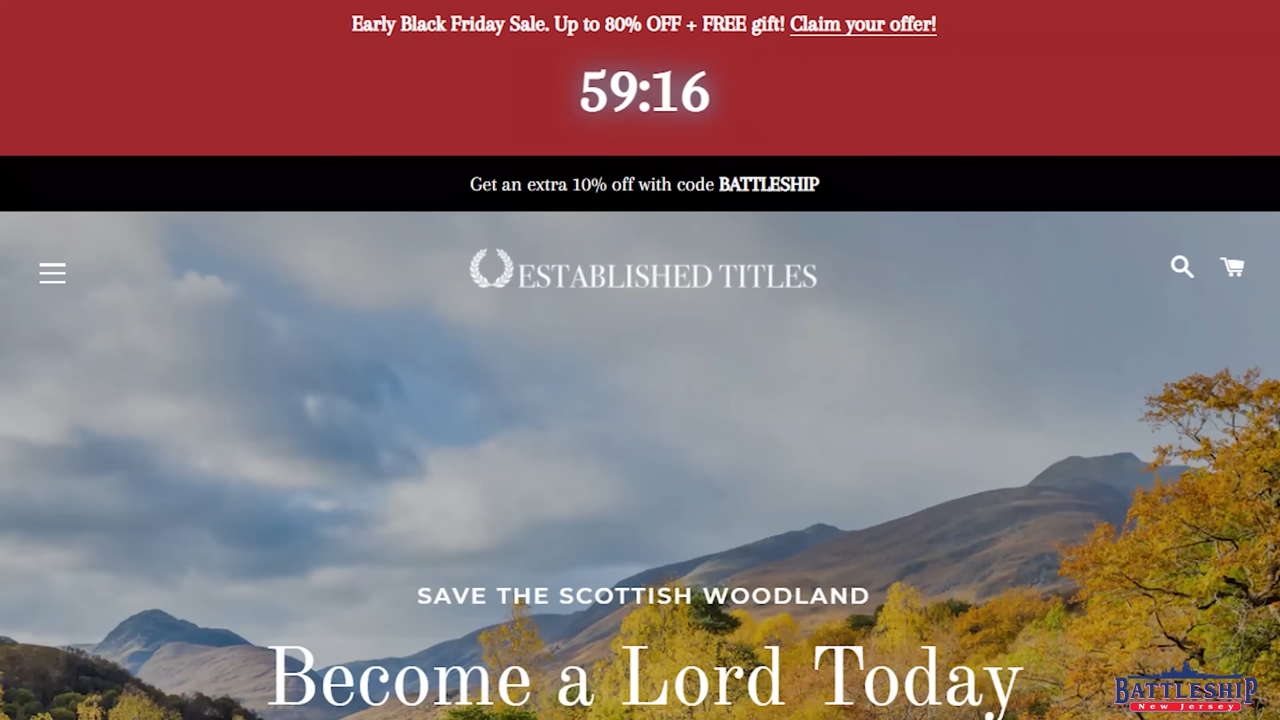 Early Black Friday Sale. Up to 80% OFF + FREE gift! Claim your offer!
59:16
Get an extra 10% off with code BATTLESHIP
ESTABLISHED TITLES
SAVE THE SCOTTISH WOODLAND
Become a Lord Today
BATTLESHIP
New Jersey